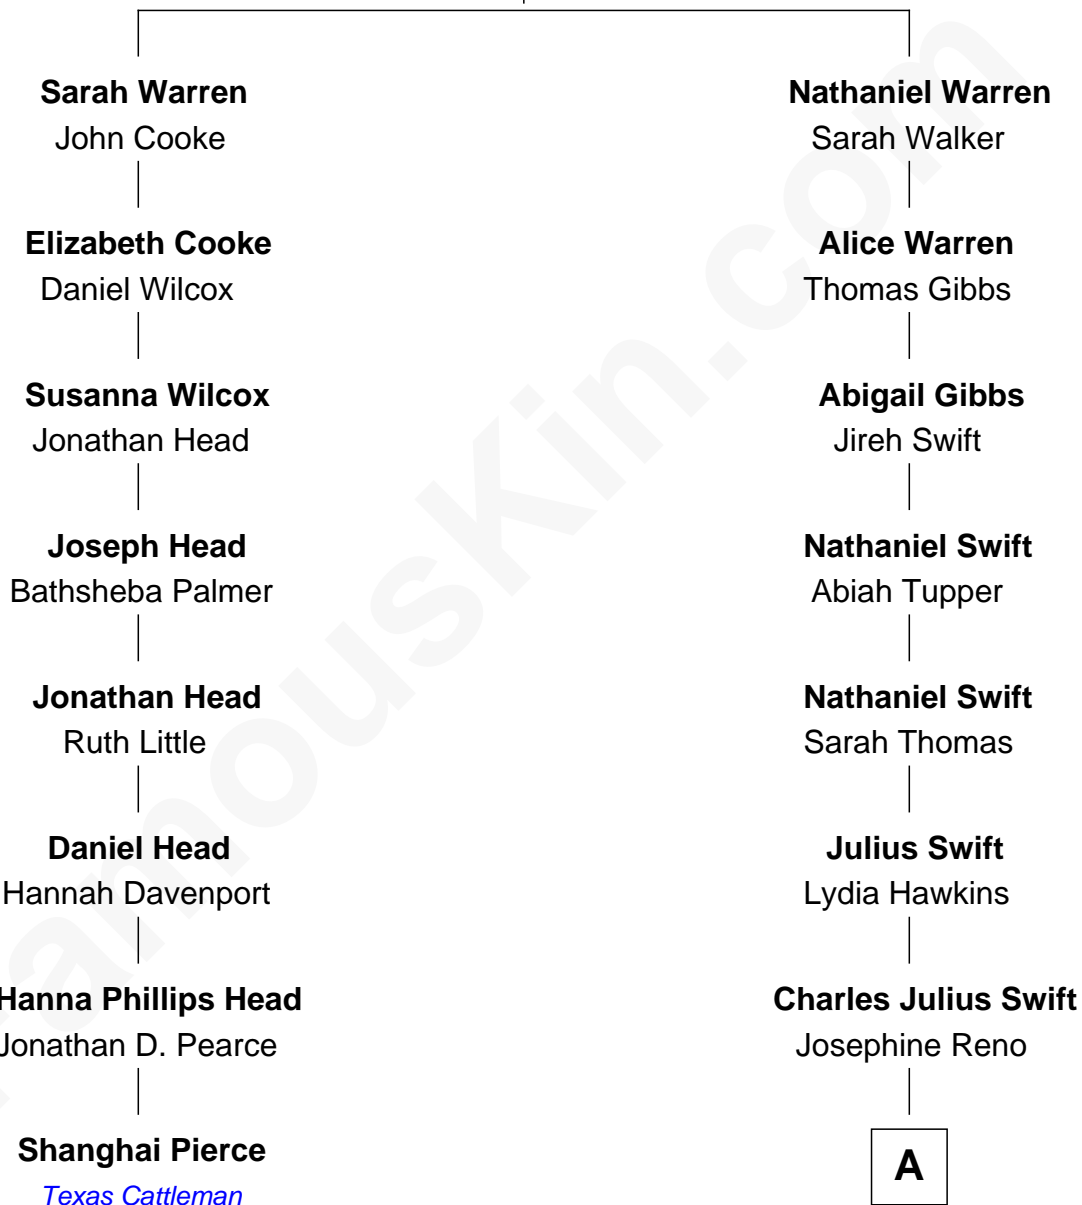 Sarah Warren
John Cooke
Nathaniel Warren
Sarah Walker
Elizabeth Cooke
Daniel Wilcox
Alice Warren
Thomas Gibbs
Susanna Wilcox
Jonathan Head
Abigail Gibbs
Jireh Swift
Joseph Head
Bathsheba Palmer
Nathaniel Swift
Abiah Tupper
Jonathan Head
Ruth Little
Nathaniel Swift
Sarah Thomas
Daniel Head
Hannah Davenport
Julius Swift
Lydia Hawkins
Hanna Phillips Head
Jonathan D. Pearce
Charles Julius Swift
Josephine Reno
Shanghai Pierce
Texas Cattleman
A
FamousKin.com